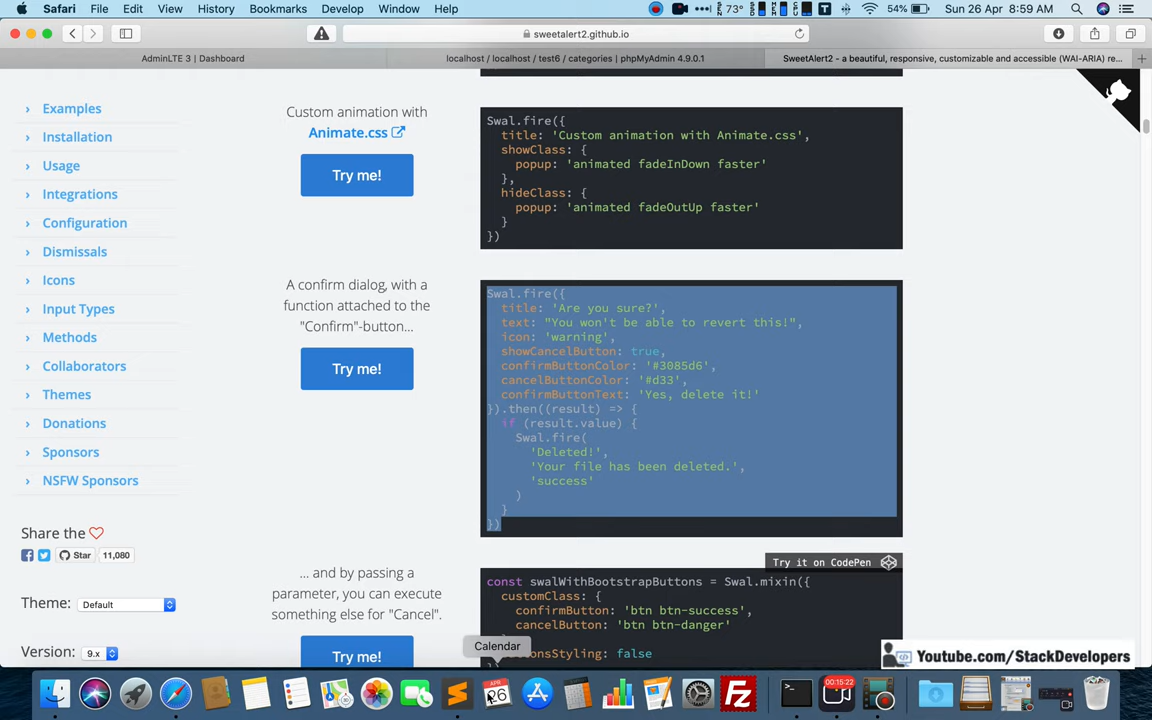 Safari File Edit View History Bookmarks Develop Window Help 73° 54% Sun 26 Apr 8:59 AM
sweetalert2.github.io
AdminLTE 3 | Dashboard
localhost / localhost / test6 / categories | phpMyAdmin 4.9.0.1
SweetAlert2 - a beautiful, responsive, customizable and accessible (WAI-ARIA) re...
Examples
Installation
Usage
Integrations
Configuration
Dismissals
Icons
Input Types
Methods
Collaborators
Themes
Donations
Sponsors
NSFW Sponsors
Share the
Star 11,080
Theme: Default
Version: 9.x
Custom animation with
Animate.css
Try me!
Swal.fire({
title: 'Custom animation with Animate.css',
showClass: {
popup: 'animated fadeInDown faster'
},
hideClass: {
popup: 'animated fadeOutUp faster'
}
})
A confirm dialog, with a
function attached to the
"Confirm"-button...
Try me!
Swal.fire({
title: 'Are you sure?',
text: "You won't be able to revert this!",
icon: 'warning',
showCancelButton: true,
confirmButtonColor: '#3085d6',
cancelButtonColor: '#d33',
confirmButtonText: 'Yes, delete it!'
}).then((result) => {
if (result.value) {
Swal.fire(
'Deleted!',
'Your file has been deleted.',
'success'
)
}
})
Try it on CodePen
... and by passing a
parameter, you can execute
something else for "Cancel".
Try me!
const swalWithBootstrapButtons = Swal.mixin({
customClass: {
confirmButton: 'btn btn-success',
cancelButton: 'btn btn-danger'
onsStyling: false
})
Calendar
Youtube.com/StackDevelopers
00:15:22